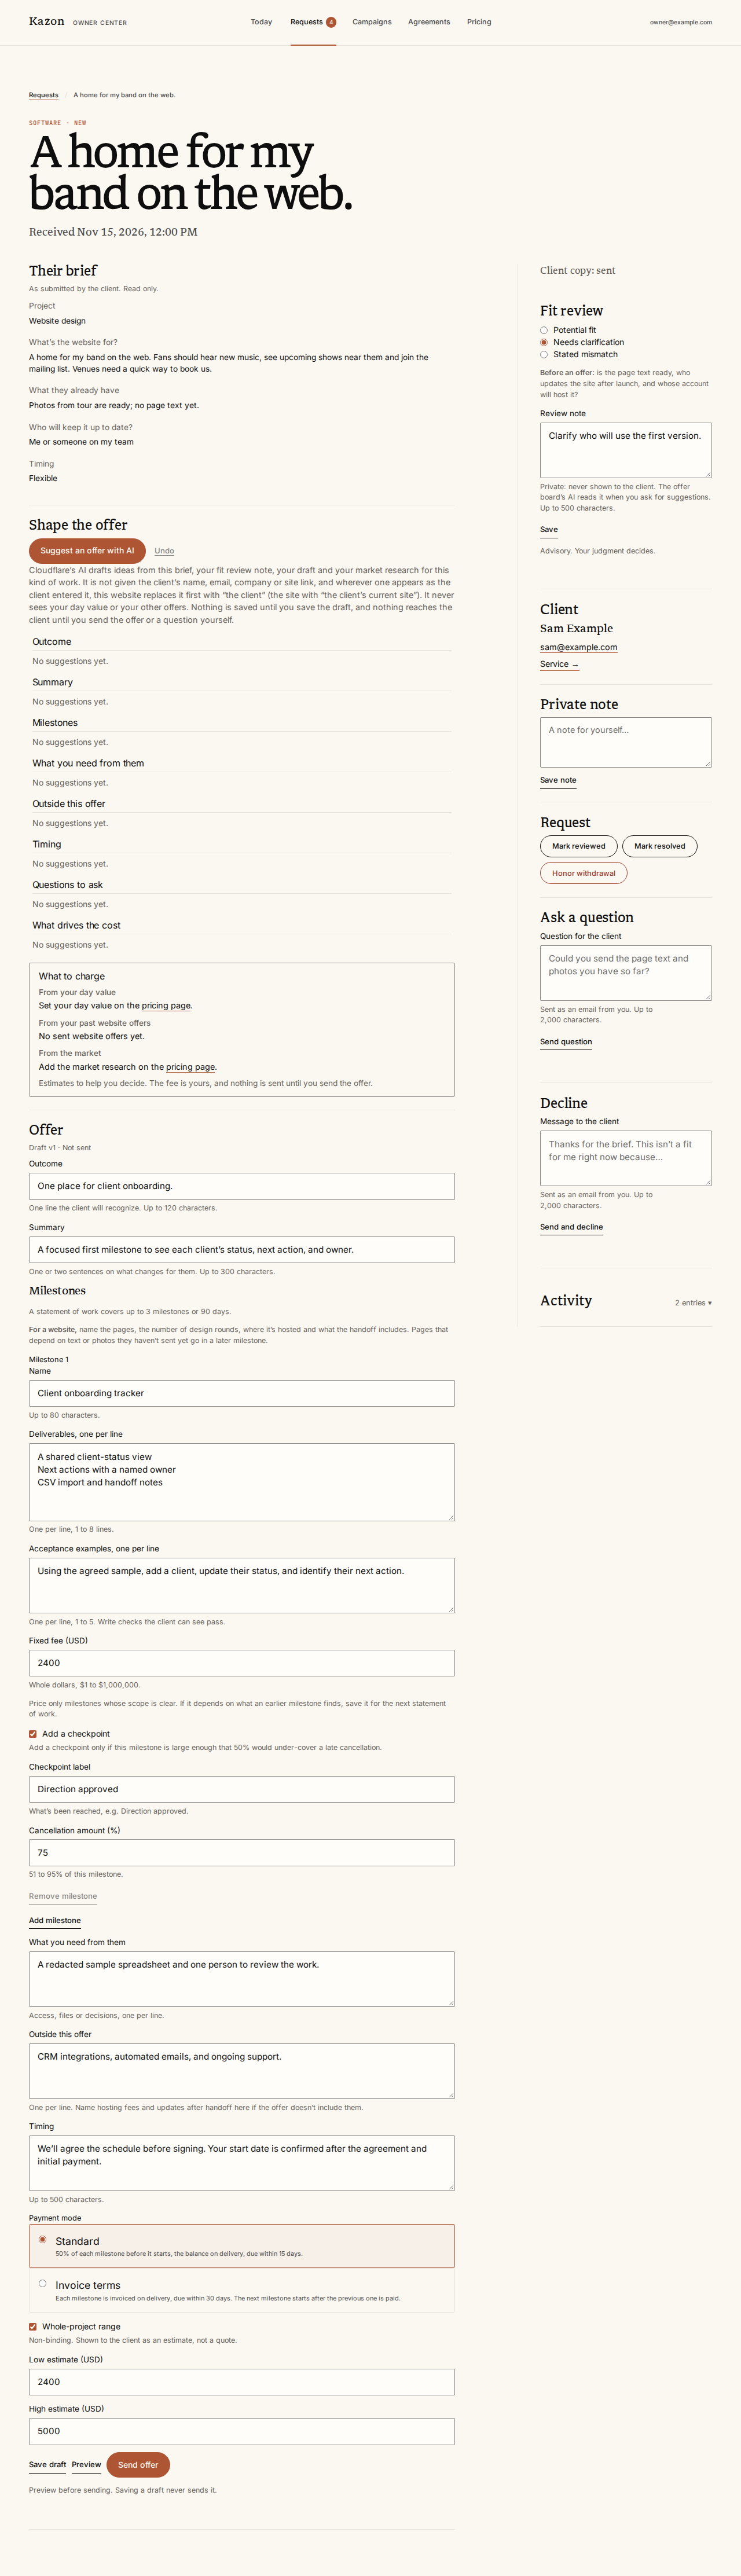 Kazon OWNER CENTER
Today
Requests 4
Campaigns
Agreements
Pricing
owner@example.com
Requests / A home for my band on the web.
SOFTWARE · NEW
A home for my
band on the web.
Received Nov 15, 2026, 12:00 PM
Their brief
As submitted by the client. Read only.
Project
Website design
What's the website for?
A home for my band on the web. Fans should hear new music, see upcoming shows near them and join the
mailing list. Venues need a quick way to book us.
What they already have
Photos from tour are ready; no page text yet.
Who will keep it up to date?
Me or someone on my team
Timing
Flexible
Shape the offer
Suggest an offer with AI
Undo
Cloudflare's AI drafts ideas from this brief, your fit review note, your draft and your market research for this
kind of work. It is not given the client's name, email, company or site link, and wherever one appears as the
client entered it, this website replaces it first with “the client” (the site with “the client's current site”). It never
sees your day value or your other offers. Nothing is saved until you save the draft, and nothing reaches the
client until you send the offer or a question yourself.
Outcome
No suggestions yet.
Summary
No suggestions yet.
Milestones
No suggestions yet.
What you need from them
No suggestions yet.
Outside this offer
No suggestions yet.
Timing
No suggestions yet.
Questions to ask
No suggestions yet.
What drives the cost
No suggestions yet.
What to charge
From your day value
Set your day value on the pricing page.
From your past website offers
No sent website offers yet.
From the market
Add the market research on the pricing page.
Estimates to help you decide. The fee is yours, and nothing is sent until you send the offer.
Offer
Draft v1 · Not sent
Outcome
One place for client onboarding.
One line the client will recognize. Up to 120 characters.
Summary
A focused first milestone to see each client's status, next action, and owner.
One or two sentences on what changes for them. Up to 300 characters.
Milestones
A statement of work covers up to 3 milestones or 90 days.
For a website, name the pages, the number of design rounds, where it's hosted and what the handoff includes. Pages that
depend on text or photos they haven't sent yet go in a later milestone.
Milestone 1
Name
Client onboarding tracker
Up to 80 characters.
Deliverables, one per line
A shared client-status view
Next actions with a named owner
CSV import and handoff notes
One per line, 1 to 8 lines.
Acceptance examples, one per line
Using the agreed sample, add a client, update their status, and identify their next action.
One per line, 1 to 5. Write checks the client can see pass.
Fixed fee (USD)
2400
Whole dollars, $1 to $1,000,000.
Price only milestones whose scope is clear. If it depends on what an earlier milestone finds, save it for the next statement
of work.
Add a checkpoint
Add a checkpoint only if this milestone is large enough that 50% would under-cover a late cancellation.
Checkpoint label
Direction approved
What's been reached, e.g. Direction approved.
Cancellation amount (%)
75
51 to 95% of this milestone.
Remove milestone
Add milestone
What you need from them
A redacted sample spreadsheet and one person to review the work.
Access, files or decisions, one per line.
Outside this offer
CRM integrations, automated emails, and ongoing support.
One per line. Name hosting fees and updates after handoff here if the offer doesn't include them.
Timing
We'll agree the schedule before signing. Your start date is confirmed after the agreement and
initial payment.
Up to 500 characters.
Payment mode
Standard
50% of each milestone before it starts, the balance on delivery, due within 15 days.
Invoice terms
Each milestone is invoiced on delivery, due within 30 days. The next milestone starts after the previous one is paid.
Whole-project range
Non-binding. Shown to the client as an estimate, not a quote.
Low estimate (USD)
2400
High estimate (USD)
5000
Save draft
Preview
Send offer
Preview before sending. Saving a draft never sends it.
Client copy: sent
Fit review
Potential fit
Needs clarification
Stated mismatch
Before an offer: is the page text ready, who
updates the site after launch, and whose account
will host it?
Review note
Clarify who will use the first version.
Private: never shown to the client. The offer
board's AI reads it when you ask for suggestions.
Up to 500 characters.
Save
Advisory. Your judgment decides.
Client
Sam Example
sam@example.com
Service →
Private note
A note for yourself…
Save note
Request
Mark reviewed
Mark resolved
Honor withdrawal
Ask a question
Question for the client
Could you send the page text and
photos you have so far?
Sent as an email from you. Up to
2,000 characters.
Send question
Decline
Message to the client
Thanks for the brief. This isn't a fit
for me right now because…
Sent as an email from you. Up to
2,000 characters.
Send and decline
Activity
2 entries ▾